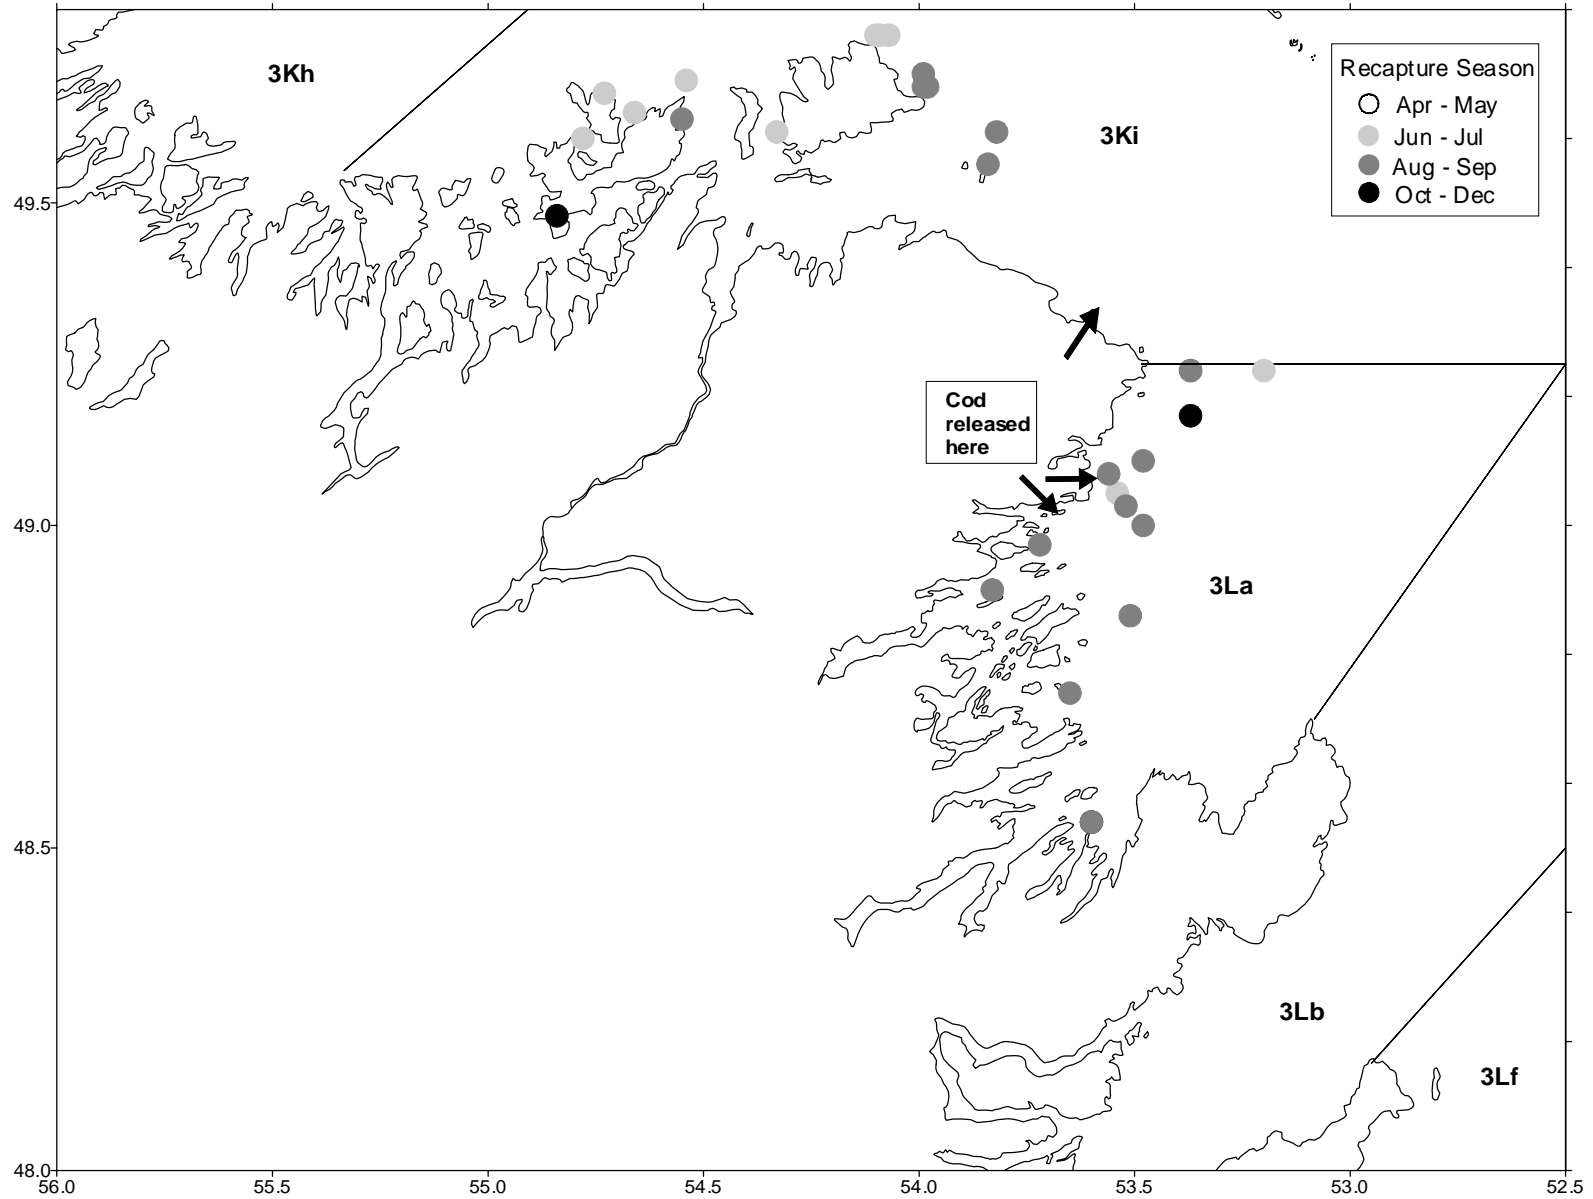 3Kh
Recapture Season
Apr - May
Jun - Jul
Aug - Sep
Oct - Dec
3Ki
49.5
Cod
released
here
49.0
3La
48.5
3Lb
3Lf
48.0
56.0 55.5 55.0 54.5 54.0 53.5 53.0 52.5